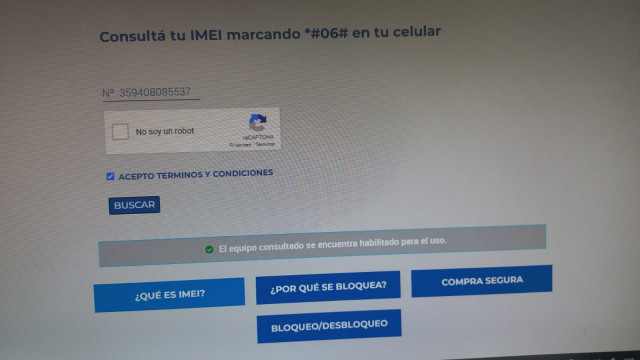 Consultá tu IMEI marcando *#06# en tu celular
Nº 359408085537
No soy un robot
reCAPTCHA
Privacidad - Términos
ACEPTO TERMINOS Y CONDICIONES
BUSCAR
El equipo consultado se encuentra habilitado para el uso.
¿QUÉ ES IMEI?
¿POR QUÉ SE BLOQUEA?
COMPRA SEGURA
BLOQUEO/DESBLOQUEO